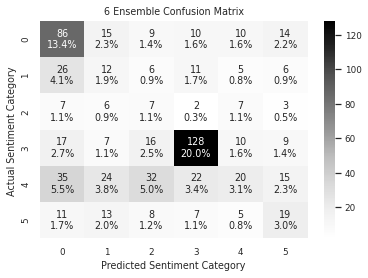 6 Ensemble Confusion Matrix
Actual Sentiment Category
0
86 15 9 10 10 14
13.4% 2.3% 1.4% 1.6% 1.6% 2.2%
1
26 12 6 11 5 6
4.1% 1.9% 0.9% 1.7% 0.8% 0.9%
2
7 6 7 2 7 3
1.1% 0.9% 1.1% 0.3% 1.1% 0.5%
3
17 7 16 128 10 9
2.7% 1.1% 2.5% 20.0% 1.6% 1.4%
4
35 24 32 22 20 15
5.5% 3.8% 5.0% 3.4% 3.1% 2.3%
5
11 13 8 7 5 19
1.7% 2.0% 1.2% 1.1% 0.8% 3.0%
0 1 2 3 4 5
Predicted Sentiment Category
120
100
80
60
40
20